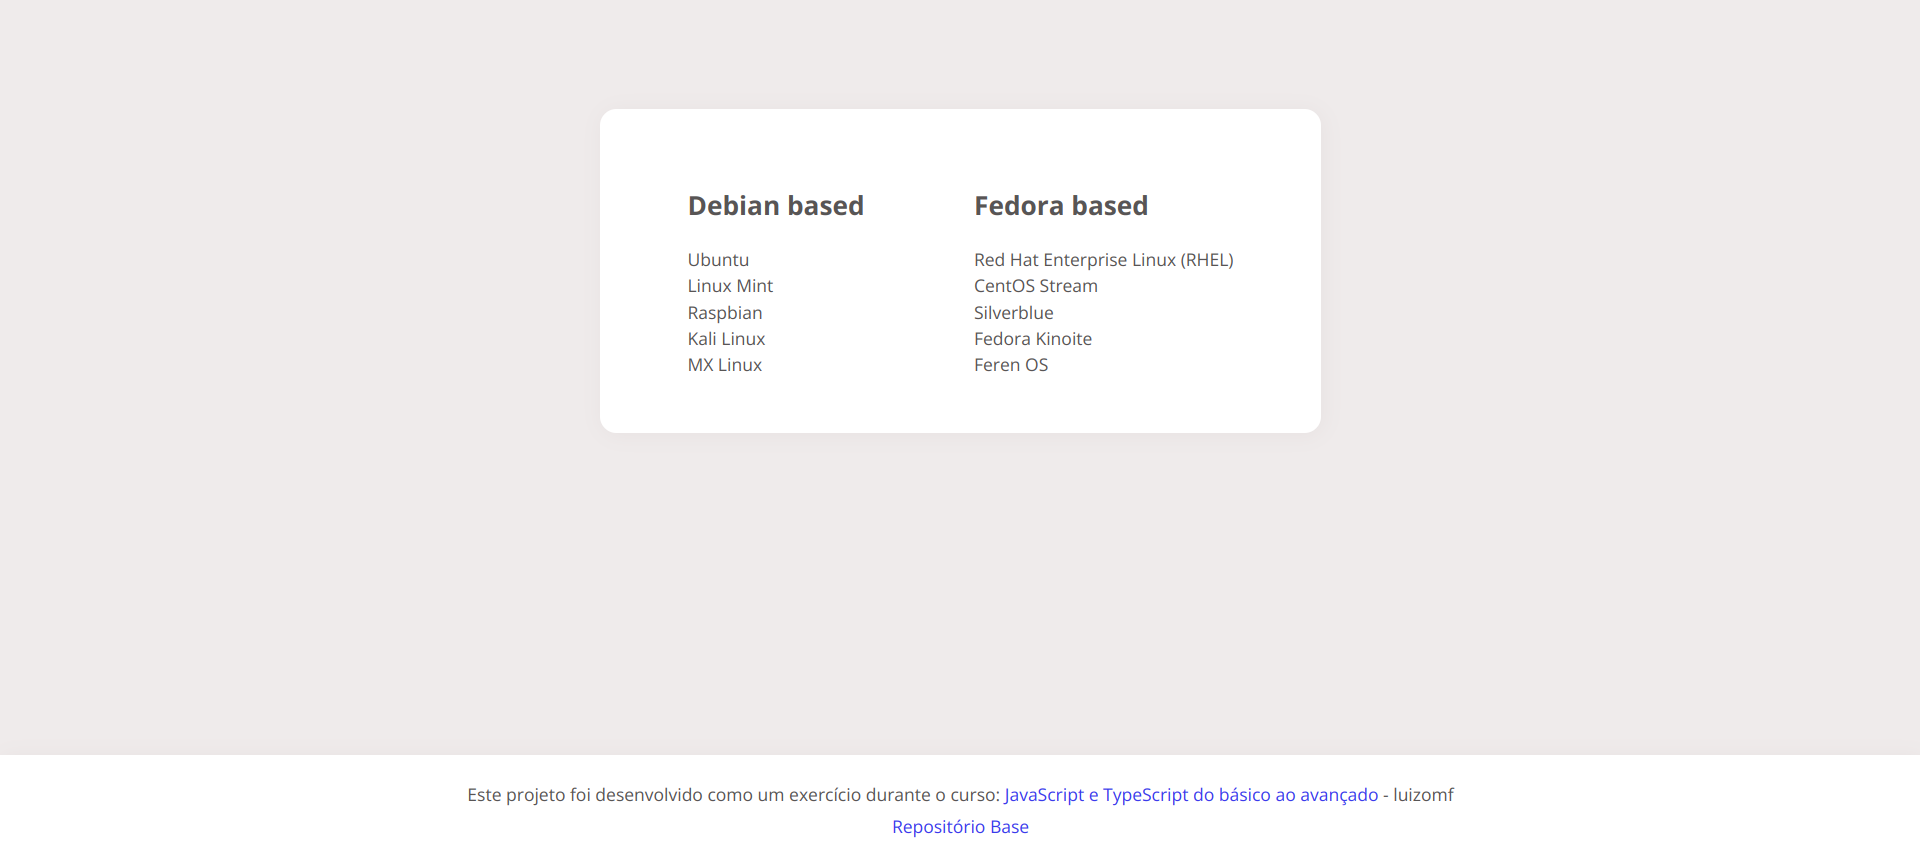 Debian based
Ubuntu
Linux Mint
Raspbian
Kali Linux
MX Linux
Fedora based
Red Hat Enterprise Linux (RHEL)
CentOS Stream
Silverblue
Fedora Kinoite
Feren OS
Este projeto foi desenvolvido como um exercício durante o curso: JavaScript e TypeScript do básico ao avançado - luizomf
Repositório Base